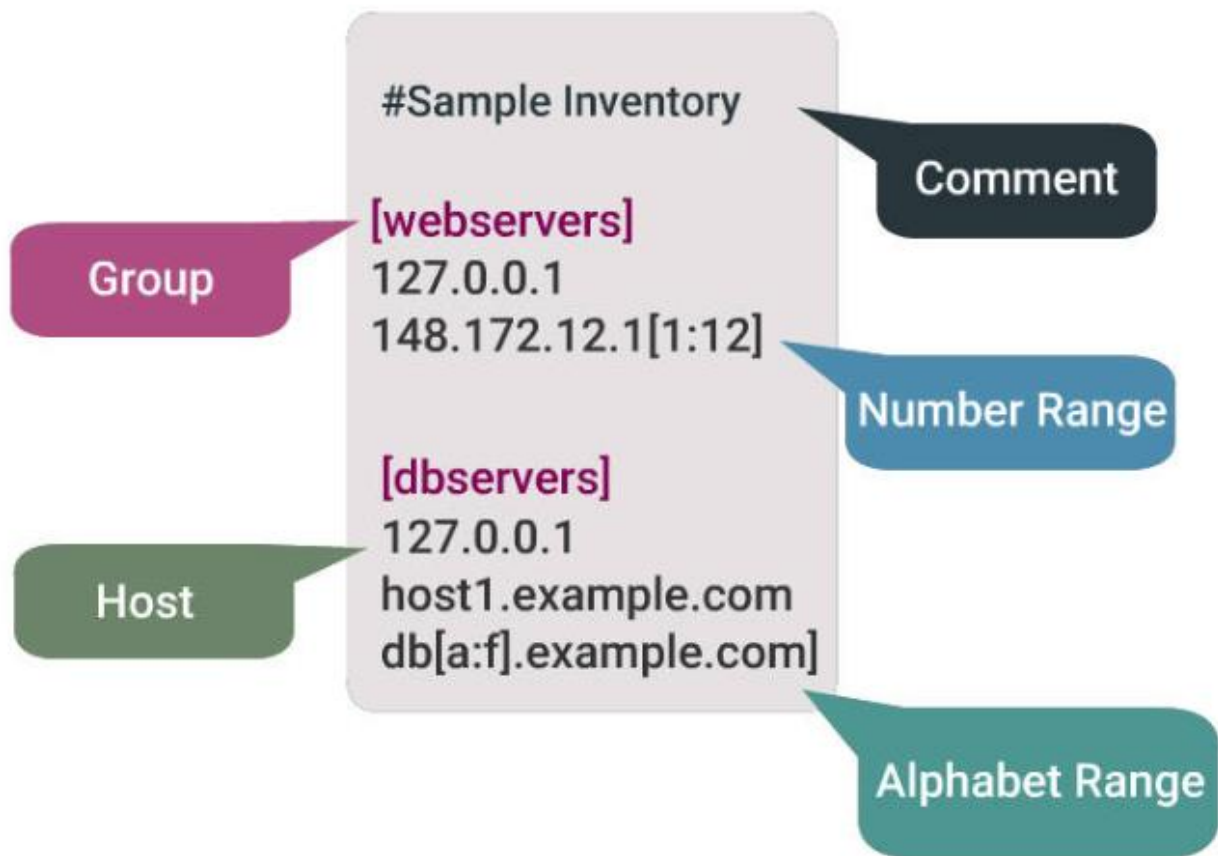 #Sample Inventory
Comment
[webservers]
Group
127.0.0.1
148.172.12.1[1:12]
Number Range
[dbservers]
127.0.0.1
Host
host1.example.com
db[a:f].example.com]
Alphabet Range